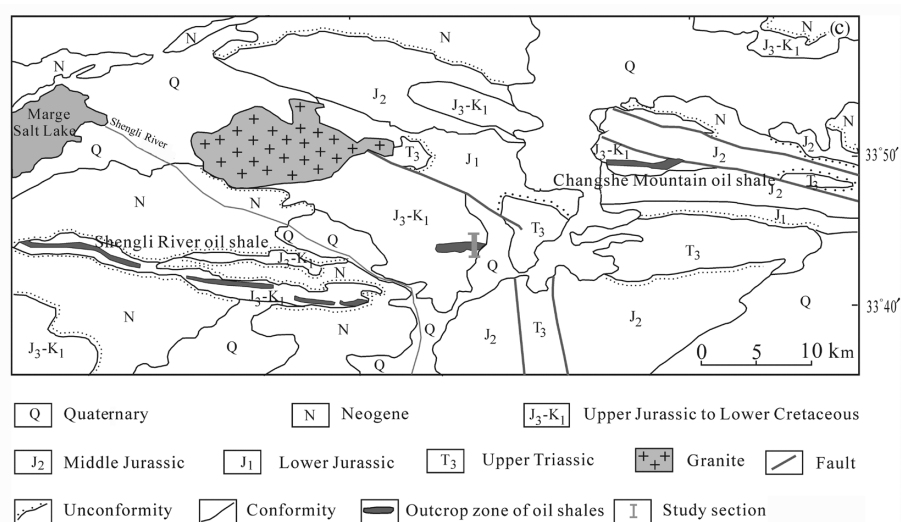 (c)
N
N
N
J₃-K₁
N
Q
Q
J₂
J₃-K₁
Marge
Salt Lake
Shengli River
N
N
J₂
J₂
T₃
J₁
J₃-K₁
33°50′
Q
Changshe Mountain oil shale
T₃
J₂
N
N
J₃-K₁
J₁
T₃
Q
Q
Shengli River oil shale
T₃
J₃-K₁
N
Q
J₃-K₁
Q
33°40′
N
N
Q
J₂
T₃
J₂
J₃-K₁
Q
Q
0 5 10 km
Q Quaternary
N Neogene
J₃-K₁ Upper Jurassic to Lower Cretaceous
J₂ Middle Jurassic
J₁ Lower Jurassic
T₃ Upper Triassic
Granite
Fault
Unconformity
Conformity
Outcrop zone of oil shales
Study section